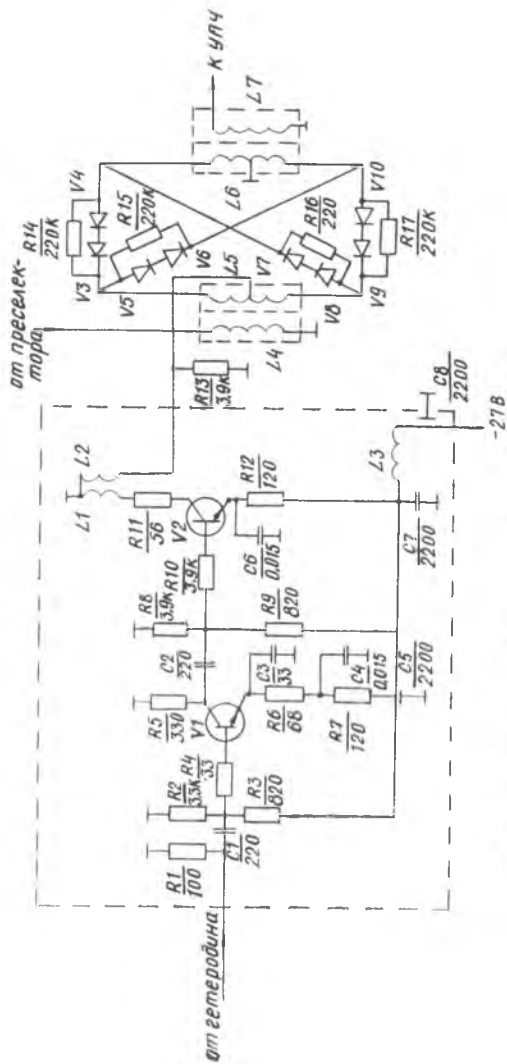 от гетеродина
R1
100
C1
220
R2
3,3К
R3
820
R4
33
R5
330
V1
C2
220
R6
68
C3
33
R7
120
C4
0,015
C5
2200
R8
3,9К
R9
820
R10
3,9К
R11
56
V2
C6
0,015
R12
120
C7
2200
L1
L2
L3
C8
2200
-27В
R13
3.9К
от преселек-
тора
L4
L5
V3
V4
R14
220К
V5
V6
R15
220К
V7
V8
R16
220
V9
V10
R17
220К
L6
L7
К УПЧ